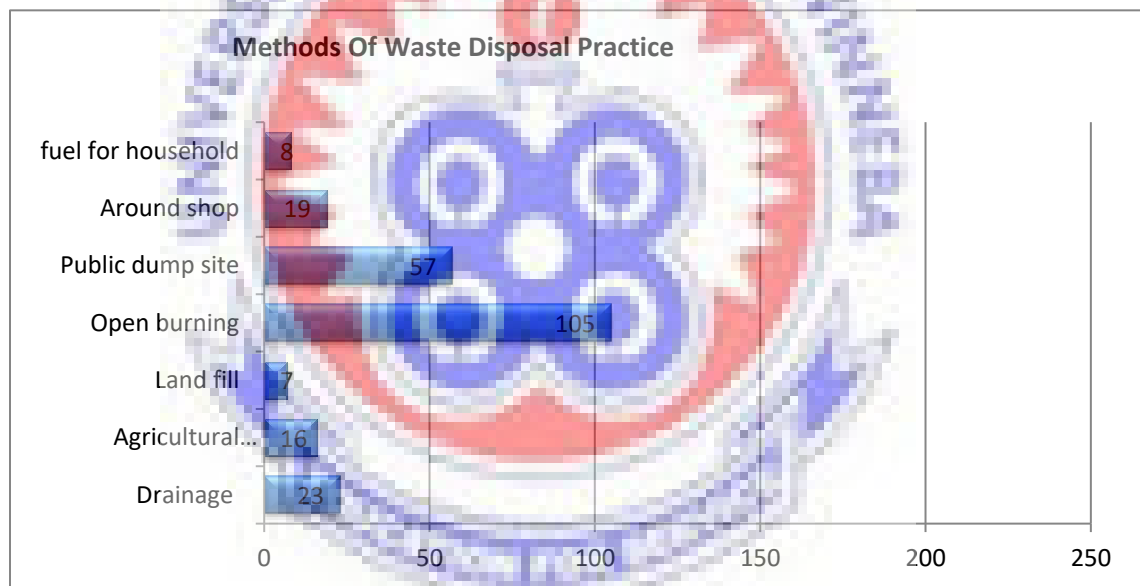 Methods Of Waste Disposal Practice
fuel for household 8
Around shop 19
Public dump site 57
Open burning 105
Land fill 7
Agricultural... 16
Drainage 23
0 50 100 150 200 250